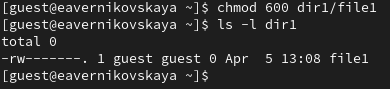 [guest@eavernikovskaya ~]$ chmod 600 dir1/file1
[guest@eavernikovskaya ~]$ ls -l dir1
total 0
-rw-------. 1 guest guest 0 Apr  5 13:08 file1
[guest@eavernikovskaya ~]$